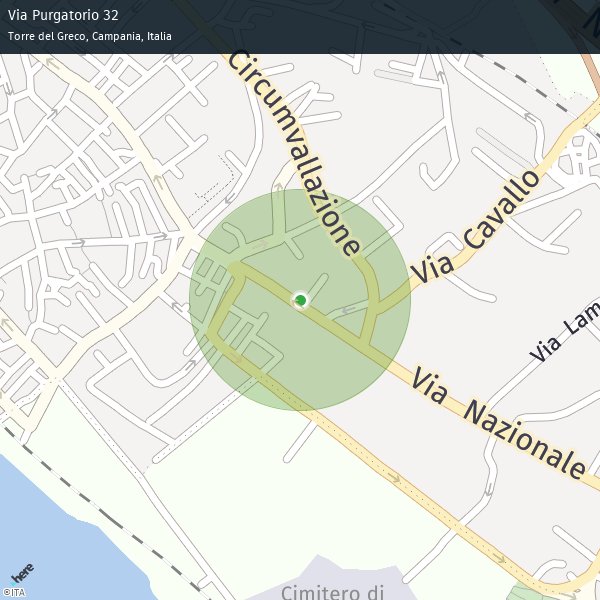 Via Purgatorio 32
Torre del Greco, Campania, Italia
Circumvallazione
Via Cavallo
Via Lam
Via Nazionale
here
©ITA
Cimitero di